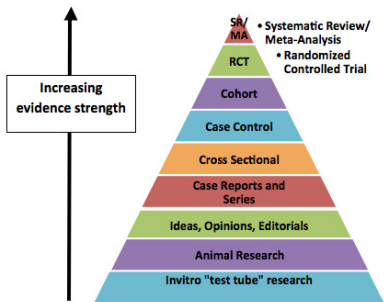 SR/
MA
• Systematic Review/
Meta-Analysis
RCT
• Randomized
Controlled Trial
Increasing
evidence strength
Cohort
Case Control
Cross Sectional
Case Reports and
Series
Ideas, Opinions, Editorials
Animal Research
Invitro "test tube" research